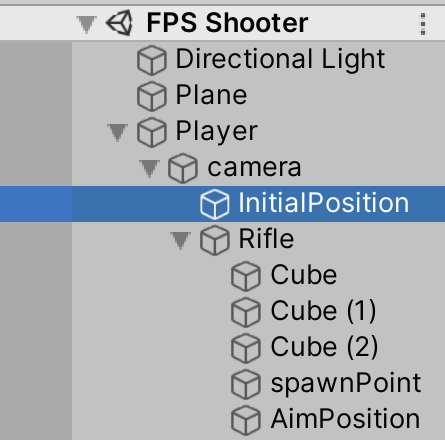 FPS Shooter
Directional Light
Plane
Player
camera
InitialPosition
Rifle
Cube
Cube (1)
Cube (2)
spawnPoint
AimPosition